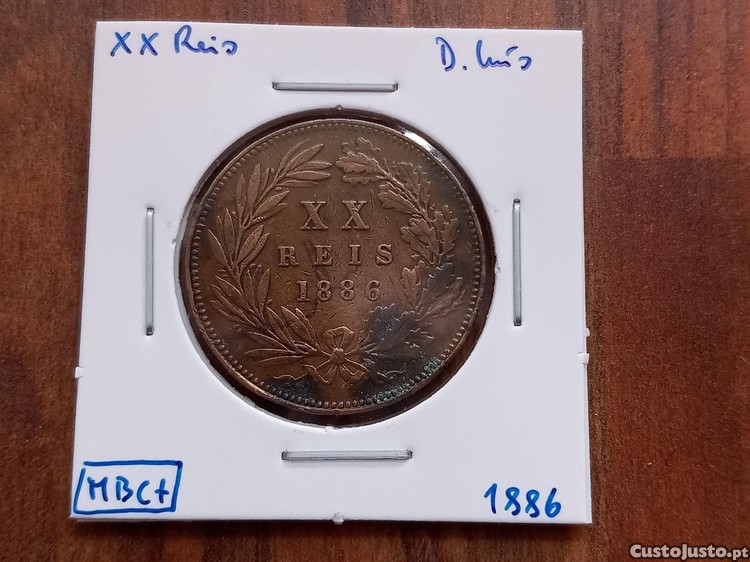 XX Reis
D. Luís
XX
REIS
1886
MBC+
1886
CustoJusto.pt